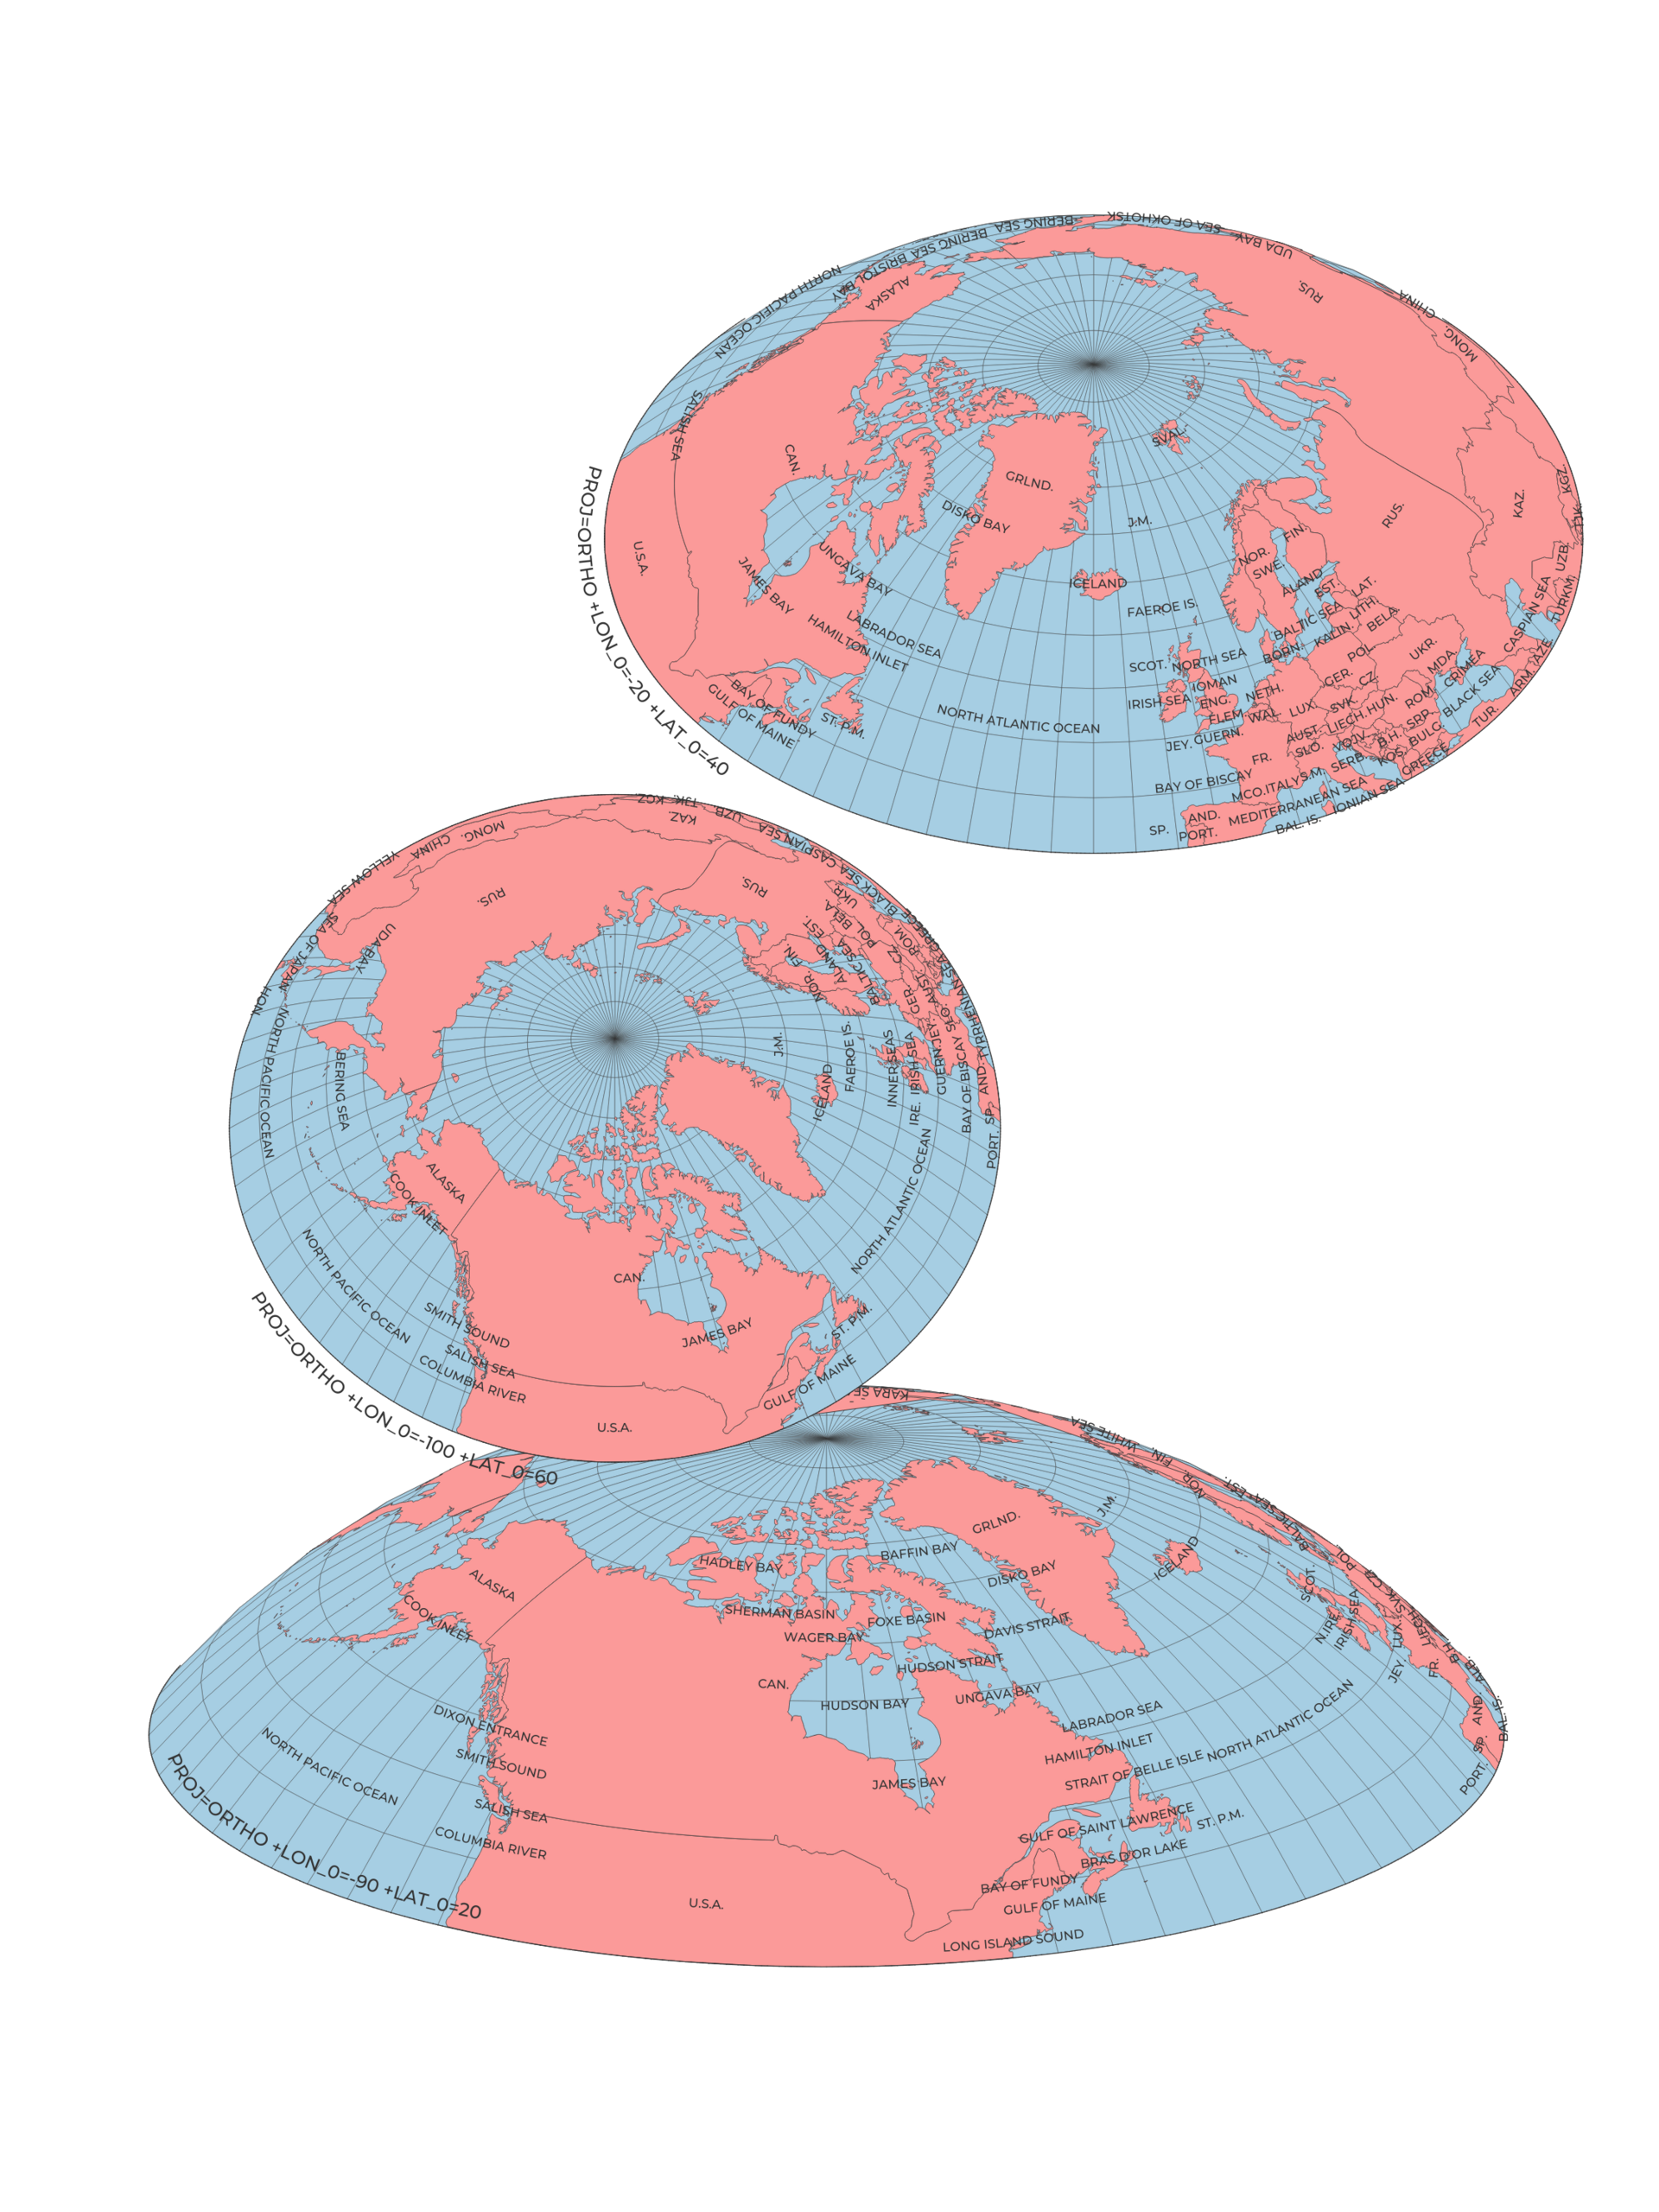 BERING SEA
SEA OF OKHOTSK
BERING SEA
UDA BAY
BRISTOL BAY
NORTH PACIFIC OCEAN
ALASKA
RUS.
CHINA
MONG.
SALISH SEA
CAN.
GRLND.
SVAL.
DISKO BAY
J.M.
KAZ.
KGZ.
RUS.
U.S.A.
UNGAVA BAY
JAMES BAY
ICELAND
FAEROE IS.
NOR.
SWE.
FIN.
ÅLAND
EST.
LAT.
UZB.
TURKM.
CASPIAN SEA
HAMILTON INLET
LABRADOR SEA
BALTIC SEA
LITH.
KALIN.
BELA.
BORN.
POL.
UKR.
MDA.
CRIMEA
AZE.
ARM.
SCOT.
NORTH SEA
IOMAN
IRISH SEA
ENG.
NETH.
GER.
CZ.
ROM.
BLACK SEA
BAY OF FUNDY
GULF OF MAINE
ST. P.M.
NORTH ATLANTIC OCEAN
FLEM.
WAL.
LUX.
SVK.
LIECH.
HUN.
SRP.
BULG.
TUR.
JEY.
GUERN.
AUST.
SLO.
VOJV.
B.H.
KOS.
GREECE
FR.
S.M.
SERB.
BAY OF BISCAY
MCO.
ITALY
MEDITERRANEAN SEA
IONIAN SEA
SP.
AND.
PORT.
BAL. IS.
PROJ=ORTHO +LON_0=-20 +LAT_0=40
KGZ.
TJK.
UZB.
KAZ.
CASPIAN SEA
MONG.
CHINA
YELLOW SEA
RUS.
RUS.
BLACK SEA
UKR.
BELA.
GREECE
SEA OF JAPAN
UDA BAY
EST.
POL.
ROM.
FIN.
ÅLAND
BALTIC SEA
CZ.
NOR.
GER.
AUST.
HON.
NORTH PACIFIC OCEAN
BERING SEA
J.M.
FAEROE IS.
ICELAND
INNER SEAS
IRE.
IRISH SEA
GUERN.
JEY.
SLO.
BAY OF BISCAY
TYRRHENIAN SEA
AND.
SP.
PORT.
ALASKA
COOK INLET
NORTH PACIFIC OCEAN
NORTH ATLANTIC OCEAN
CAN.
SMITH SOUND
SALISH SEA
COLUMBIA RIVER
JAMES BAY
ST. P.M.
GULF OF MAINE
U.S.A.
PROJ=ORTHO +LON_0=-100 +LAT_0=60
WHITE SEA
FIN.
NOR.
EST.
BALTIC SEA
POL.
CZ.
SVK.
LIECH.
GRLND.
J.M.
HADLEY BAY
BAFFIN BAY
ICELAND
DISKO BAY
ALASKA
COOK INLET
SHERMAN BASIN
FOXE BASIN
DAVIS STRAIT
WAGER BAY
SCOT.
N.IRE.
IRISH SEA
LUX.
JEY.
FR.
B.H.
ALB.
HUDSON STRAIT
CAN.
UNGAVA BAY
HUDSON BAY
LABRADOR SEA
DIXON ENTRANCE
HAMILTON INLET
NORTH ATLANTIC OCEAN
AND.
SP.
BAL. IS.
PORT.
NORTH PACIFIC OCEAN
SMITH SOUND
JAMES BAY
STRAIT OF BELLE ISLE
SALISH SEA
GULF OF SAINT LAWRENCE
ST. P.M.
COLUMBIA RIVER
BRAS D'OR LAKE
BAY OF FUNDY
U.S.A.
GULF OF MAINE
LONG ISLAND SOUND
PROJ=ORTHO +LON_0=-90 +LAT_0=20